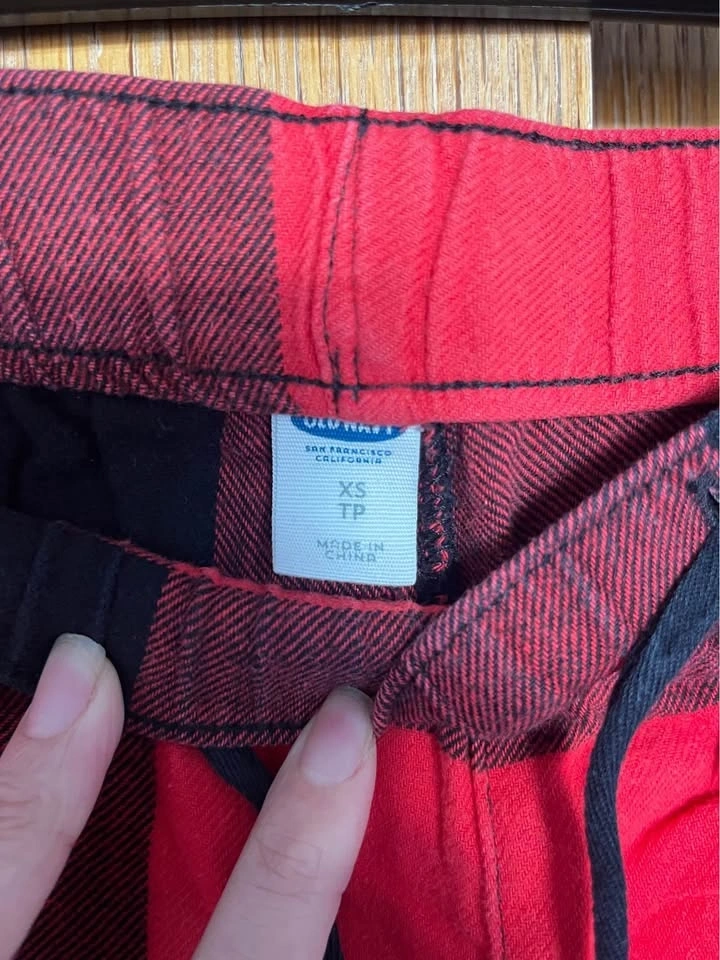 OLD NAVY
SAN FRANCISCO
CALIFORNIA
XS
TP
MADE IN
CHINA